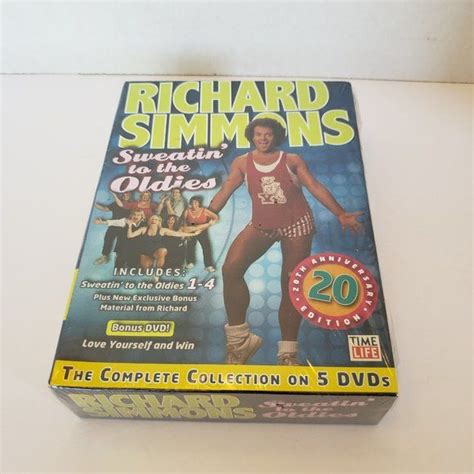 RICHARD
SIMMONS
Sweatin'
to the
Oldies
INCLUDES:
Sweatin' to the Oldies 1-4
Plus New Exclusive Bonus
Material from Richard
Bonus DVD!
Love Yourself and Win
20TH ANNIVERSARY
20
EDITION
TIME
LIFE
THE COMPLETE COLLECTION ON 5 DVDs
RICHARD
SIMMONS
Sweatin'
to the
Oldies